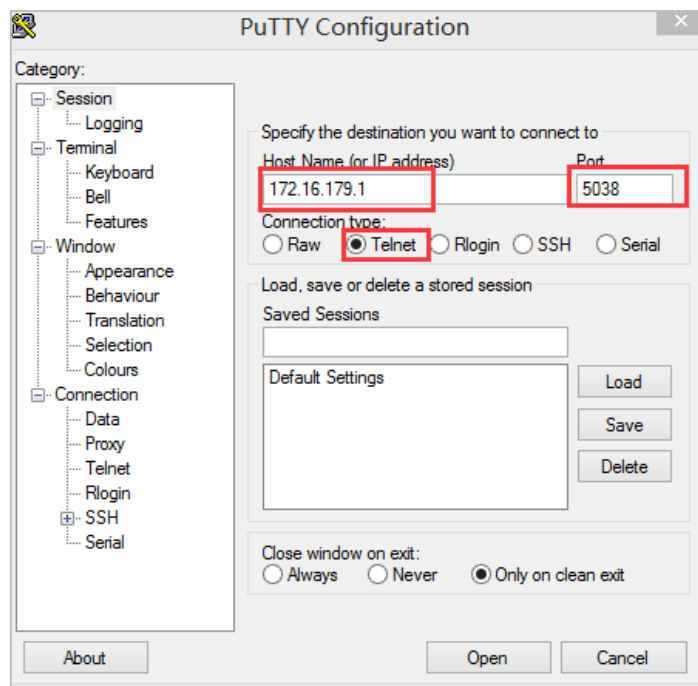 PuTTY Configuration
Category:
Session
Logging
Terminal
Keyboard
Bell
Features
Window
Appearance
Behaviour
Translation
Selection
Colours
Connection
Data
Proxy
Telnet
Rlogin
SSH
Serial
Specify the destination you want to connect to
Host Name (or IP address) Port
172.16.179.1 5038
Connection type:
Raw Telnet Rlogin SSH Serial
Load, save or delete a stored session
Saved Sessions
Default Settings
Load
Save
Delete
Close window on exit:
Always Never Only on clean exit
About Open Cancel